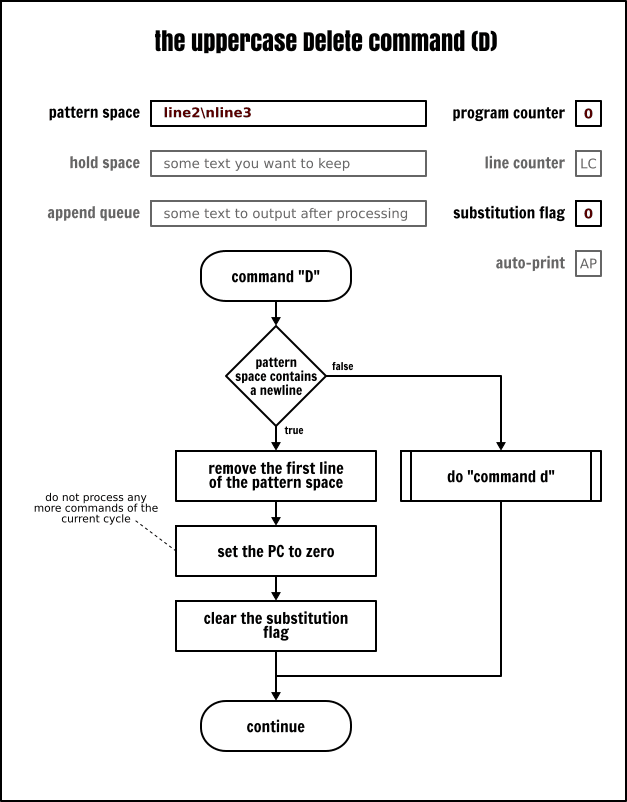 the uppercase Delete command (D)
pattern space
line2\nline3
program counter
0
hold space
some text you want to keep
line counter
LC
append queue
some text to output after processing
substitution flag
0
auto-print
AP
command "D"
pattern
space contains
a newline
false
true
remove the first line
of the pattern space
do "command d"
do not process any
more commands of the
current cycle
set the PC to zero
clear the substitution
flag
continue